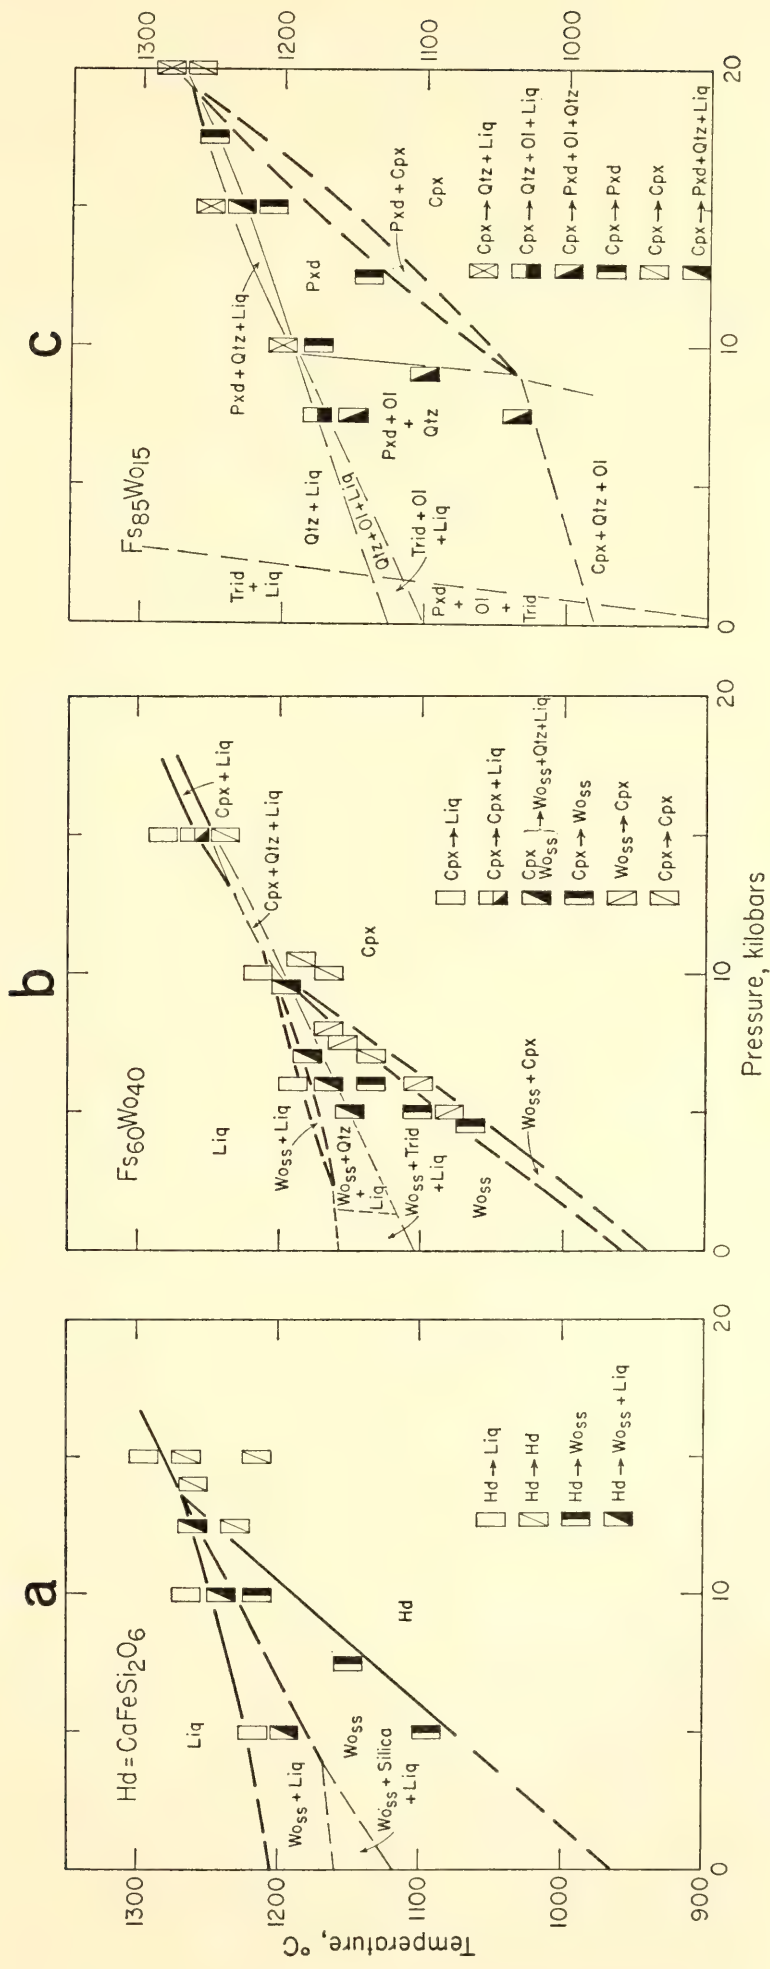 a
Hd = CaFeSi2O6
Liq
Woss + Liq
Woss
Woss + Silica
+ Liq
Hd
Hd → Liq
Hd → Hd
Hd → Woss
Hd → Woss + Liq
Temperature, °C
1300
1200
1100
1000
900
0
10
20
b
Fs60Wo40
Liq
Woss + Liq
Woss + Qtz
+
Liq
Woss + Trid
+ Liq
Woss
Woss + Cpx
Cpx
Cpx + Qtz + Liq
Cpx + Liq
Cpx → Liq
Cpx → Cpx + Liq
Cpx
Woss } → Woss + Qtz + Liq
Cpx → Woss
Woss → Cpx
Cpx → Cpx
0
10
20
Pressure, kilobars
c
Fs85Wo15
Trid
+
Liq
Qtz + Liq
Qtz + Ol + Liq
Trid + Ol
+ Liq
Pxd
+
Ol
+
Trid
Pxd + Ol
+
Qtz
Cpx + Qtz + Ol
Pxd + Qtz + Liq
Pxd
Pxd + Cpx
Cpx
Cpx → Qtz + Liq
Cpx → Qtz + Ol + Liq
Cpx → Pxd + Ol + Qtz
Cpx → Pxd
Cpx → Cpx
Cpx → Pxd + Qtz + Liq
1300
1200
1100
1000
0
10
20